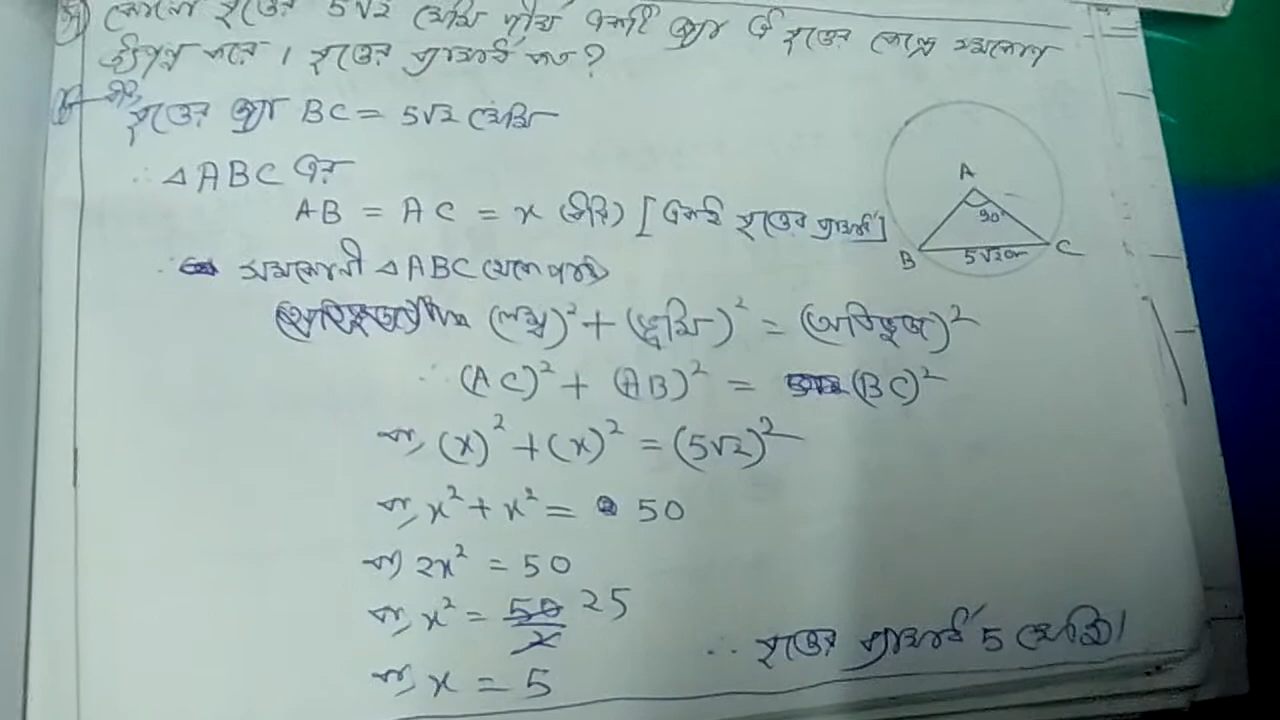 কোনো বৃত্তের 5√2 সেমি দীর্ঘ একটি জ্যা ঐ বৃত্তের কেন্দ্রে সমকোণ
উৎপন্ন করে। বৃত্তের ব্যাসার্ধ কত?
বৃত্তের জ্যা BC = 5√2 সেমি
∴ △ABC এর
AB = AC = x (ধরি) [একই বৃত্তের ব্যাসার্ধ]
A
90°
B 5√2cm C
সমকোণী △ABC থেকে পাই
(লম্ব)² + (ভূমি)² = (অতিভুজ)²
∴ (AC)² + (AB)² = (BC)²
বা, (x)² + (x)² = (5√2)²
বা, x² + x² = 50
বা, 2x² = 50
বা, x² = 50/2 25
বা, x = 5
∴ বৃত্তের ব্যাসার্ধ 5 সেমি।